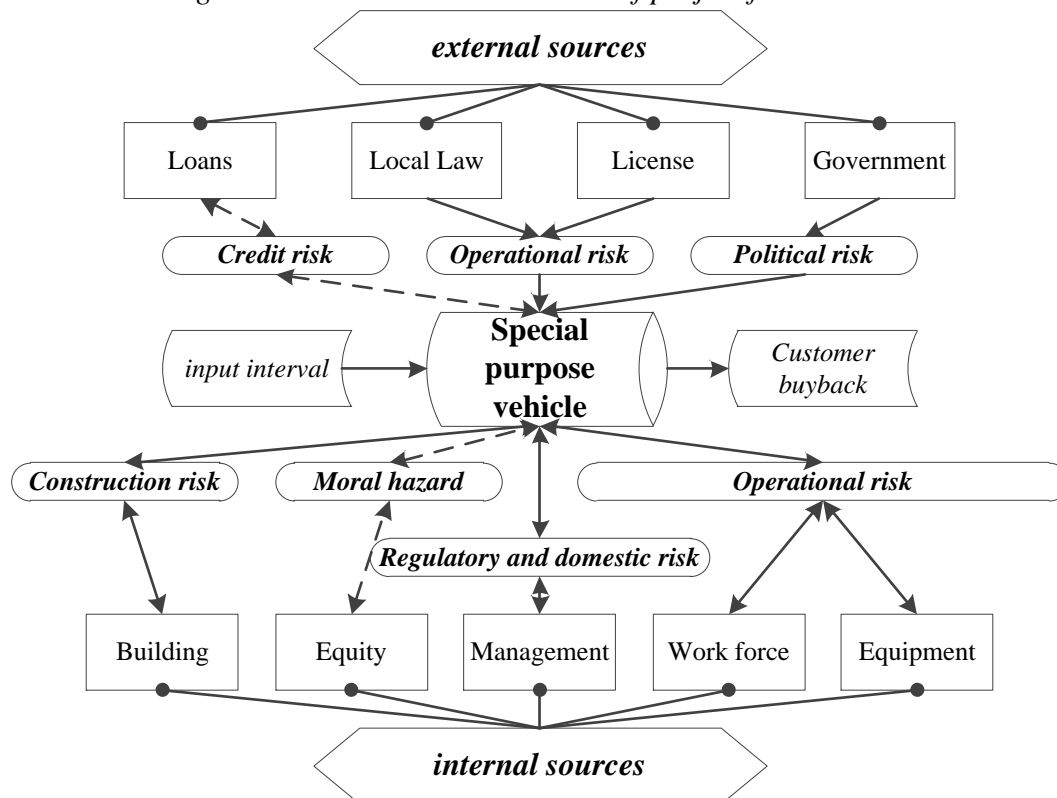 external sources
Loans
Local Law
License
Government
Credit risk
Operational risk
Political risk
input interval
Special
purpose
vehicle
Customer
buyback
Construction risk
Moral hazard
Operational risk
Regulatory and domestic risk
Building
Equity
Management
Work force
Equipment
internal sources